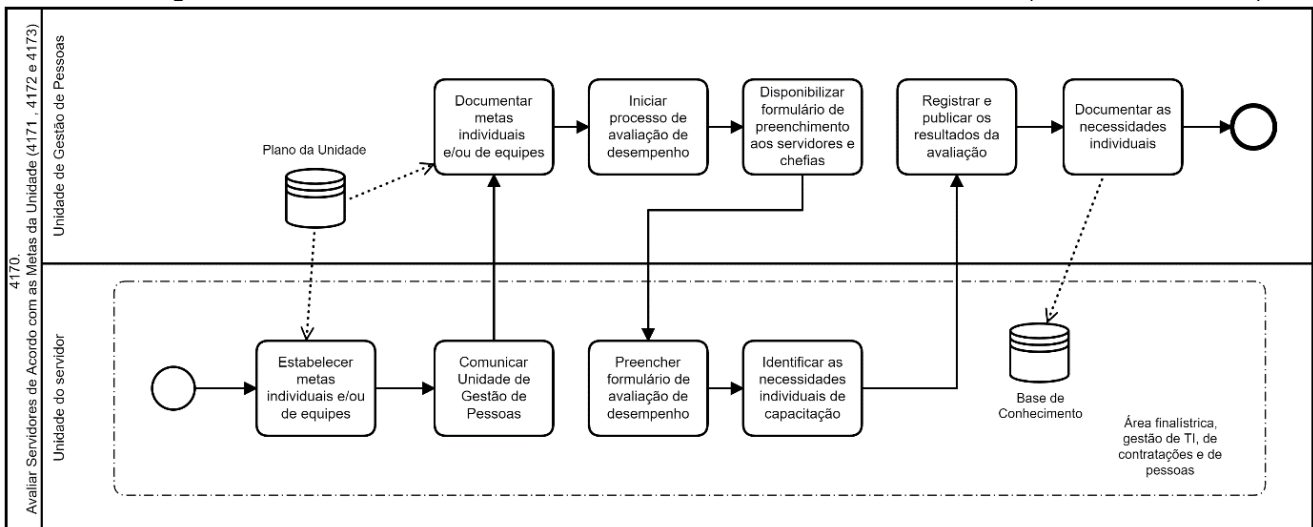 4170.
Avaliar Servidores de Acordo com as Metas da Unidade (4171 , 4172 e 4173)
Unidade de Gestão de Pessoas
Plano da Unidade
Documentar
metas
individuais
e/ou de equipes
Iniciar
processo de
avaliação de
desempenho
Disponibilizar
formulário de
preenchimento
aos servidores e
chefias
Registrar e
publicar os
resultados da
avaliação
Documentar as
necessidades
individuais
Unidade do servidor
Estabelecer
metas
individuais e/ou
de equipes
Comunicar
Unidade de
Gestão de
Pessoas
Preencher
formulário de
avaliação de
desempenho
Identificar as
necessidades
individuais de
capacitação
Base de
Conhecimento
Área finalística,
gestão de TI, de
contratações e de
pessoas